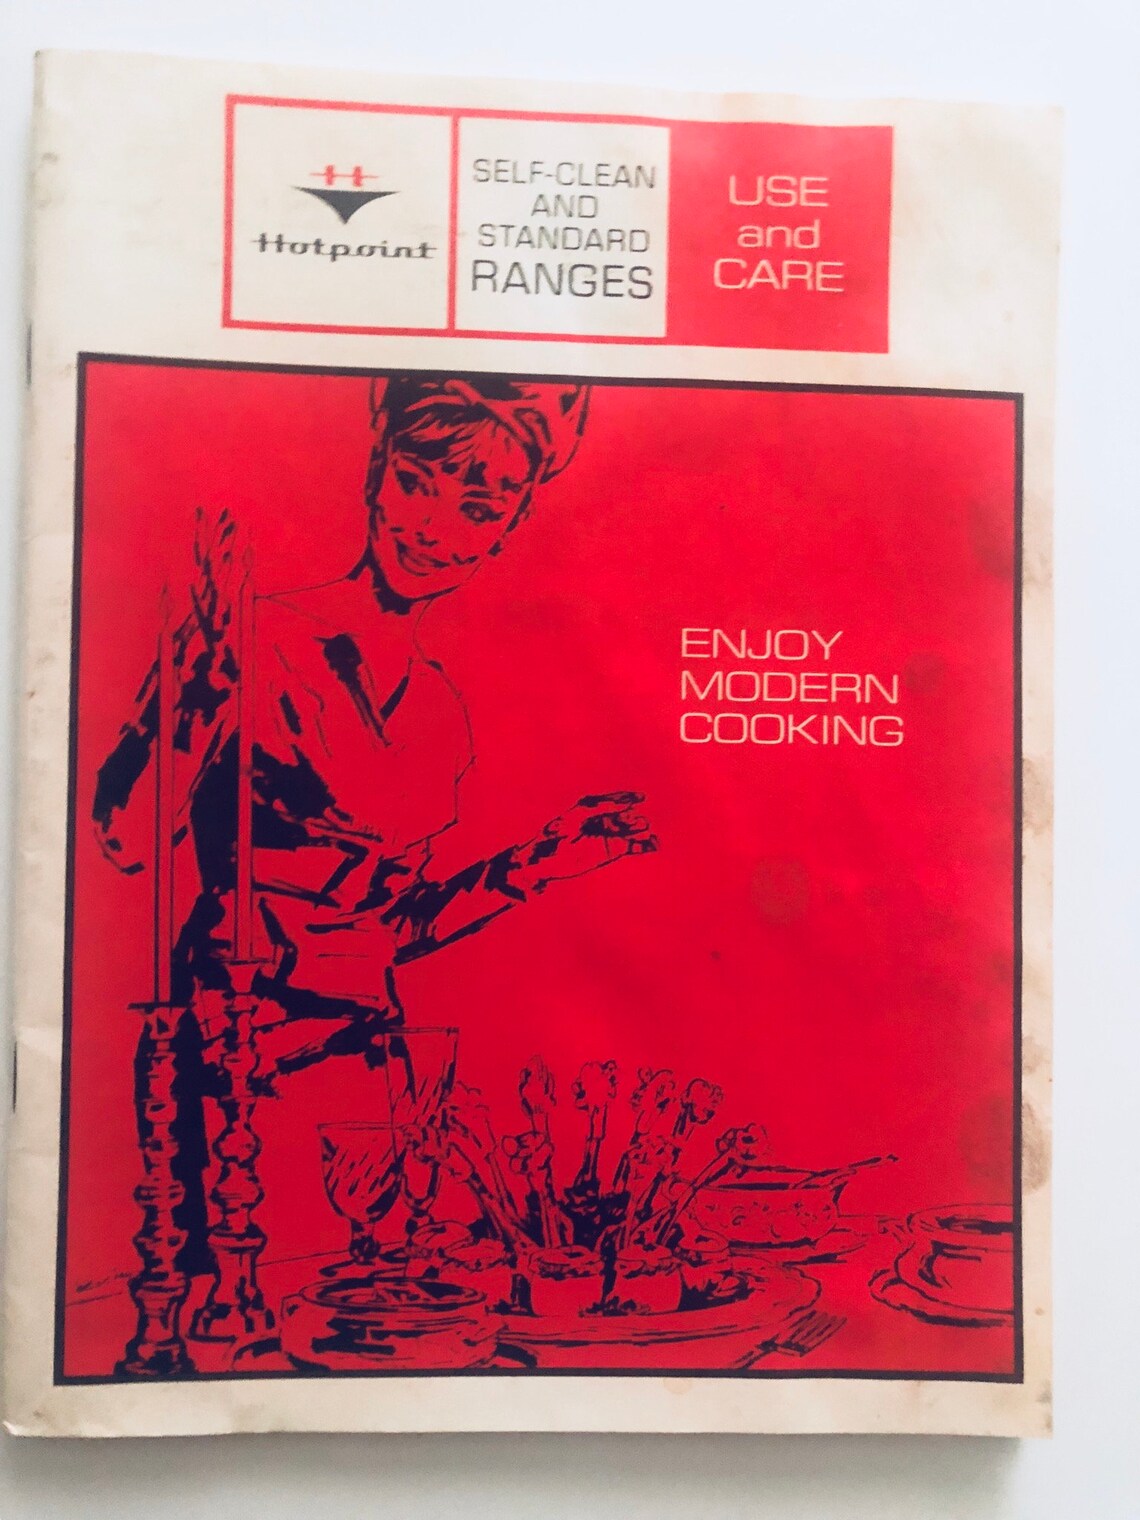 H
Hotpoint
SELF-CLEAN
AND
STANDARD
RANGES
USE
and
CARE
ENJOY
MODERN
COOKING